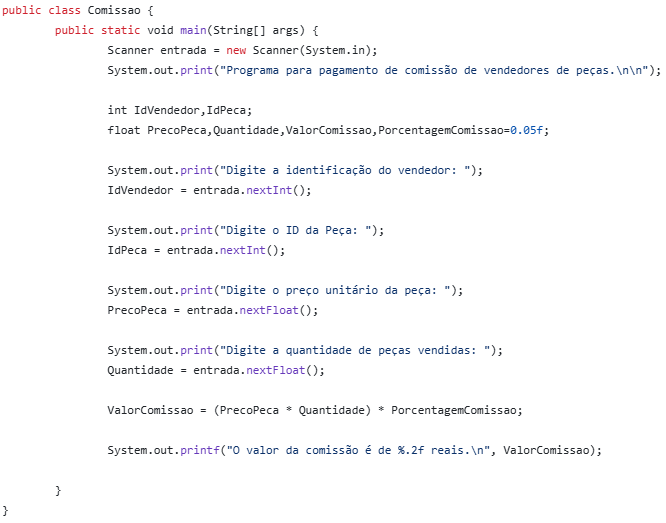 public class Comissao {
public static void main(String[] args) {
Scanner entrada = new Scanner(System.in);
System.out.print("Programa para pagamento de comissão de vendedores de peças.\n\n");
int IdVendedor,IdPeca;
float PrecoPeca,Quantidade,ValorComissao,PorcentagemComissao=0.05f;
System.out.print("Digite a identificação do vendedor: ");
IdVendedor = entrada.nextInt();
System.out.print("Digite o ID da Peça: ");
IdPeca = entrada.nextInt();
System.out.print("Digite o preço unitário da peça: ");
PrecoPeca = entrada.nextFloat();
System.out.print("Digite a quantidade de peças vendidas: ");
Quantidade = entrada.nextFloat();
ValorComissao = (PrecoPeca * Quantidade) * PorcentagemComissao;
System.out.printf("O valor da comissão é de %.2f reais.\n", ValorComissao);
}
}